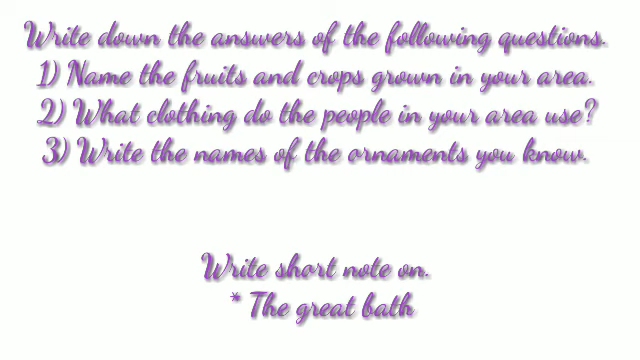 Write down the answers of the following questions.
1) Name the fruits and crops grown in your area.
2) What clothing do the people in your area use?
3) Write the names of the ornaments you know.
Write short note on.
* The great bath